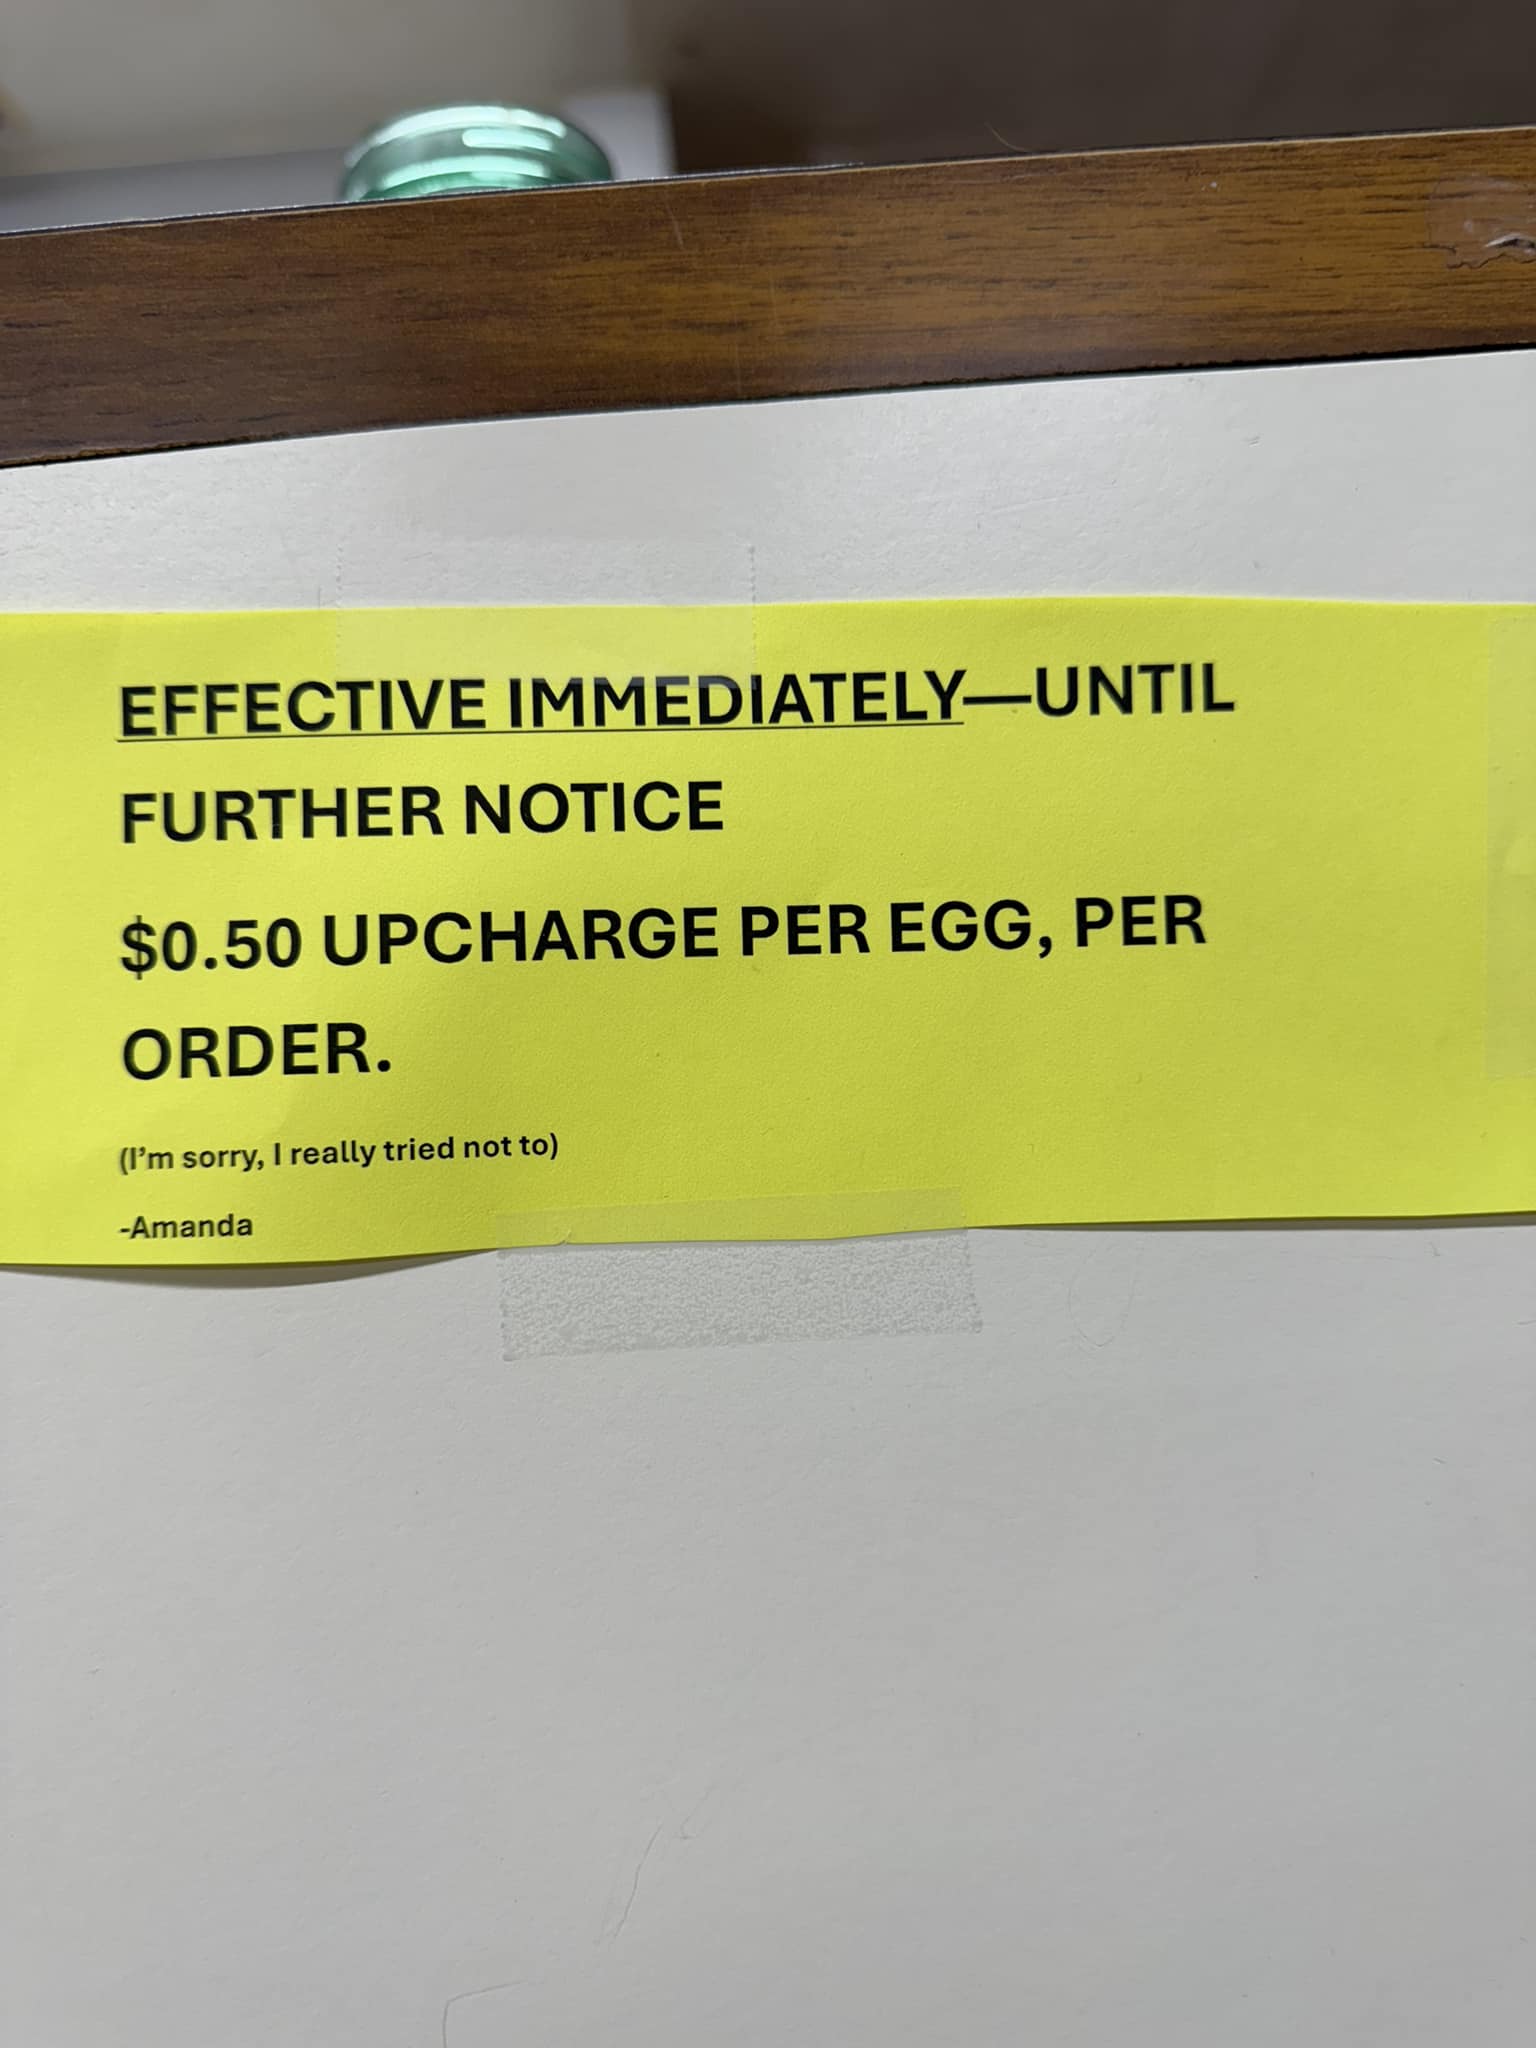 EFFECTIVE IMMEDIATELY—UNTIL
FURTHER NOTICE
$0.50 UPCHARGE PER EGG, PER
ORDER.
(I'm sorry, I really tried not to)
-Amanda